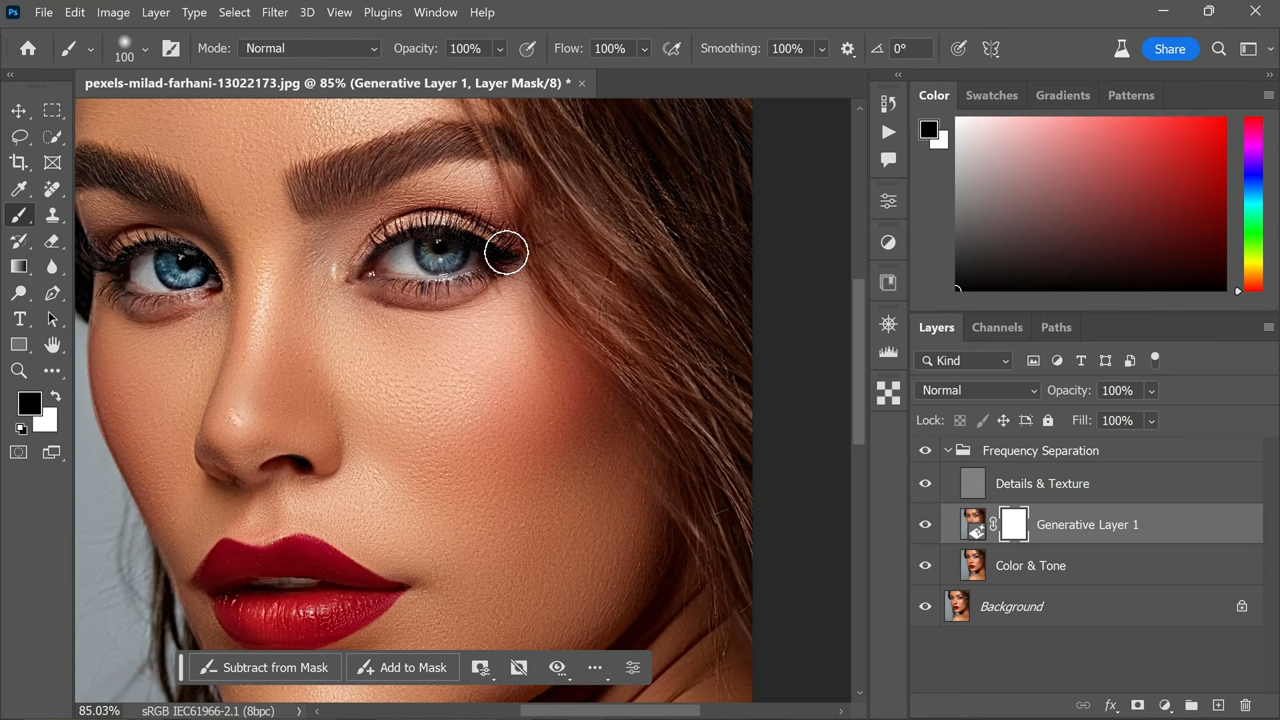 Ps File Edit Image Layer Type Select Filter 3D View Plugins Window Help
100 Mode: Normal Opacity: 100% Flow: 100% Smoothing: 100% 0° Share
pexels-milad-farhani-13022173.jpg @ 85% (Generative Layer 1, Layer Mask/8) *
Color Swatches Gradients Patterns
Layers Channels Paths
Kind
Normal Opacity: 100%
Lock: Fill: 100%
Frequency Separation
Details & Texture
Generative Layer 1
Color & Tone
Background
Subtract from Mask Add to Mask
fx
85.03% sRGB IEC61966-2.1 (8bpc)